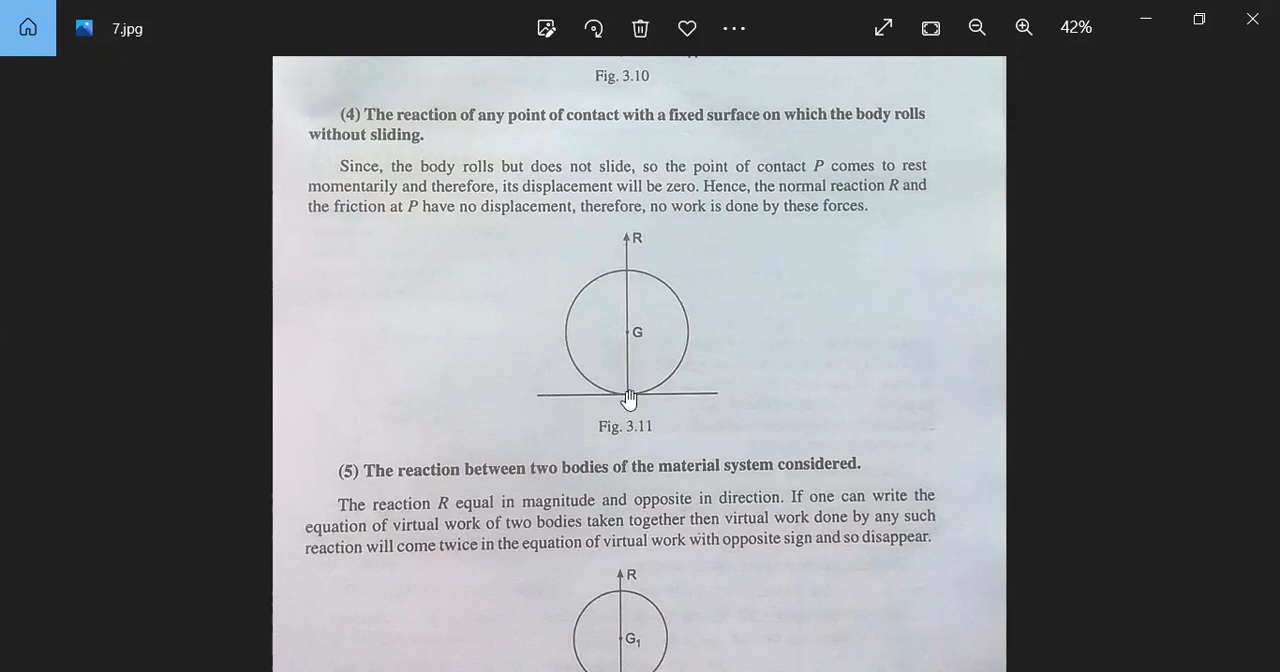 7.jpg
42%
Fig. 3.10
(4) The reaction of any point of contact with a fixed surface on which the body rolls
without sliding.
Since, the body rolls but does not slide, so the point of contact P comes to rest
momentarily and therefore, its displacement will be zero. Hence, the normal reaction R and
the friction at P have no displacement, therefore, no work is done by these forces.
R
G
Fig. 3.11
(5) The reaction between two bodies of the material system considered.
The reaction R equal in magnitude and opposite in direction. If one can write the
equation of virtual work of two bodies taken together then virtual work done by any such
reaction will come twice in the equation of virtual work with opposite sign and so disappear.
R
G₁